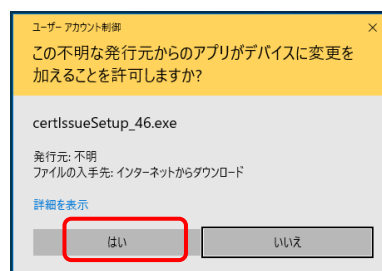 ユーザー アカウント制御
この不明な発行元からのアプリがデバイスに変更を
加えることを許可しますか?
certIssueSetup_46.exe
発行元: 不明
ファイルの入手先: インターネットからダウンロード
詳細を表示
はい
いいえ